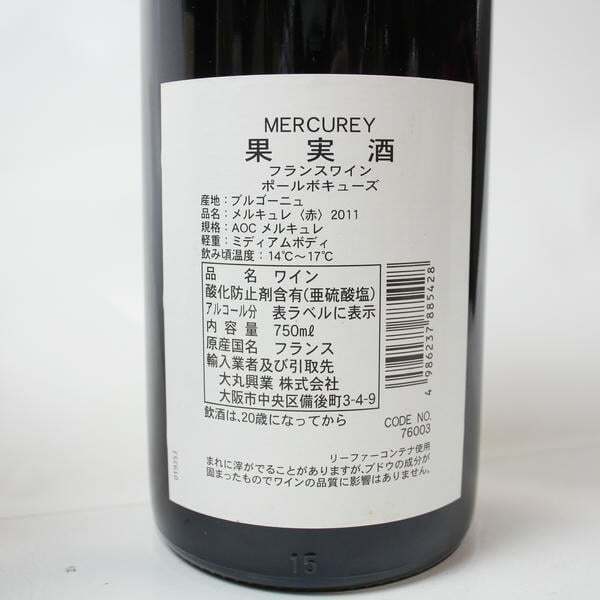 MERCUREY
果実酒
フランスワイン
ポールボキューズ
産地：ブルゴーニュ
品名：メルキュレ〈赤〉2011
規格：AOC メルキュレ
軽重：ミディアムボディ
飲み頃温度：14℃〜17℃
品名 ワイン
酸化防止剤含有(亜硫酸塩)
アルコール分 表ラベルに表示
内容量 750mℓ
原産国名 フランス
輸入業者及び引取先
大丸興業 株式会社
大阪市中央区備後町3-4-9
飲酒は、20歳になってから
4986237885428
CODE NO.
76003
リーファーコンテナ使用
まれに滓がでることがありますが、ブドウの成分が
固まったものでワインの品質に影響はありません。
15